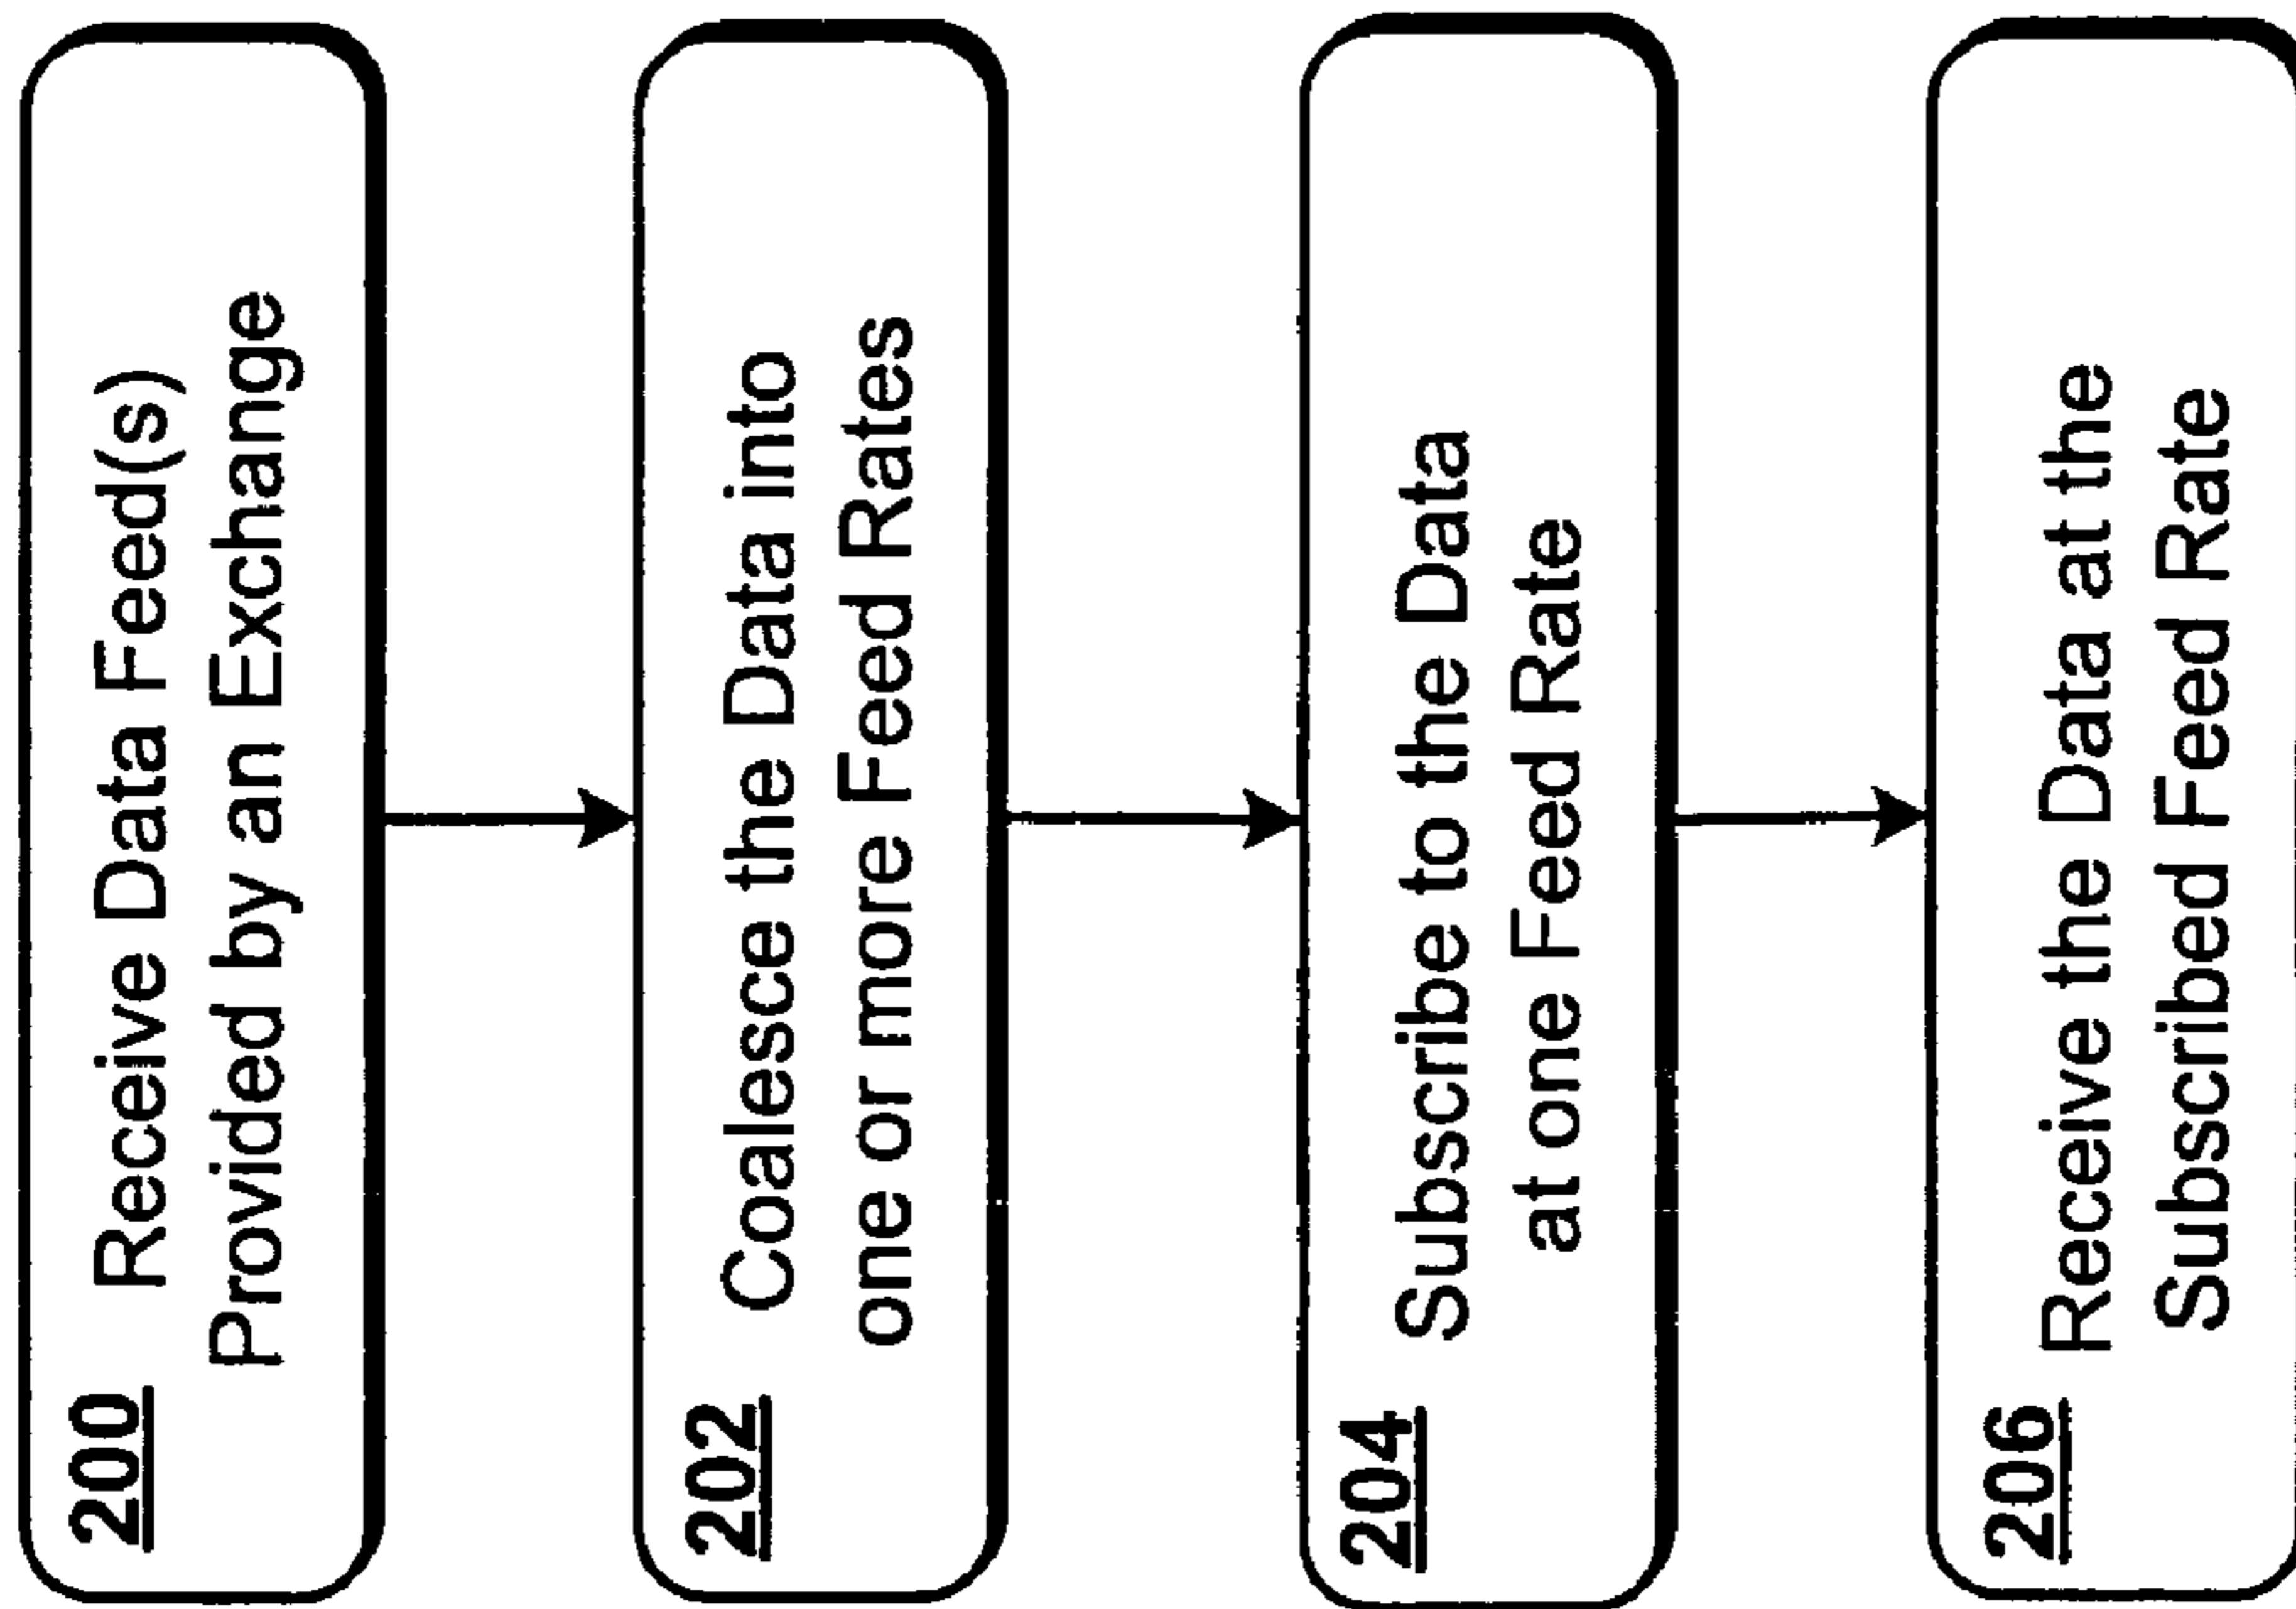 200 Receive Data Feed(s)
Provided by an Exchange
202 Coalesce the Data into
one or more Feed Rates
204 Subscribe to the Data
at one Feed Rate
206 Receive the Data at the
Subscribed Feed Rate